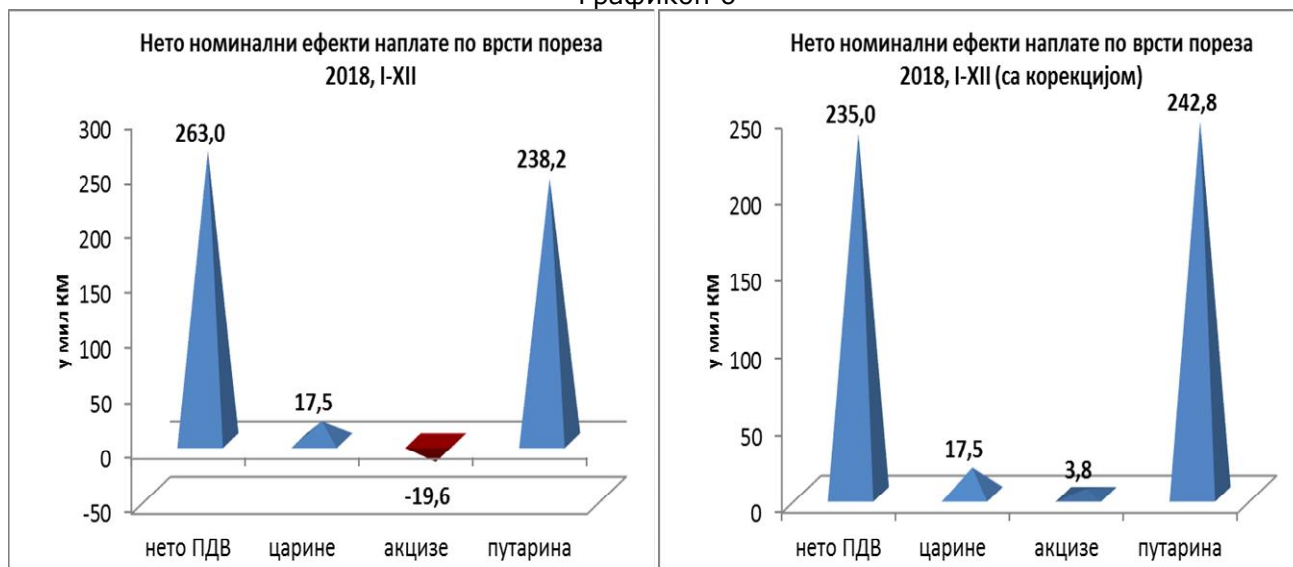 Нето номинални ефекти наплате по врсти пореза
2018, I-XII
у мил КМ
300
250
200
150
100
50
0
-50
263,0
17,5
-19,6
238,2
нето ПДВ
царине
акцизе
путарина
Нето номинални ефекти наплате по врсти пореза
2018, I-XII (са корекцијом)
у мил КМ
250
200
150
100
50
0
235,0
17,5
3,8
242,8
нето ПДВ
царине
акцизе
путарина